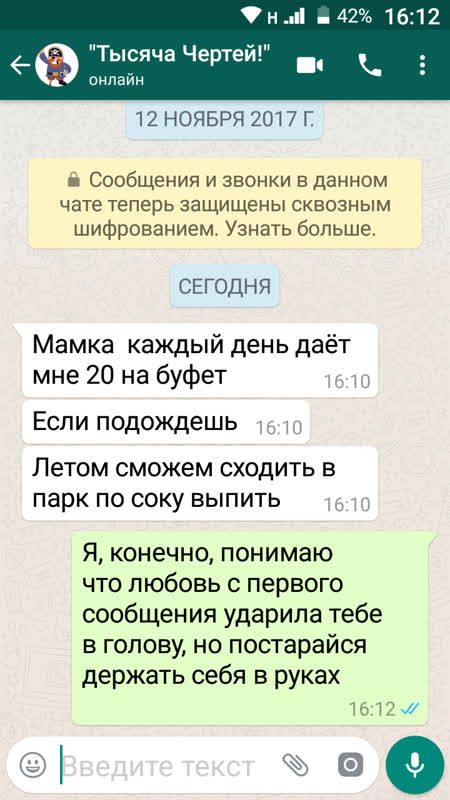 H 42% 16:12
"Тысяча Чертей!"
онлайн
12 НОЯБРЯ 2017 Г.
Сообщения и звонки в данном
чате теперь защищены сквозным
шифрованием. Узнать больше.
СЕГОДНЯ
Мамка каждый день даёт
мне 20 на буфет
16:10
Если подождешь 16:10
Летом сможем сходить в
парк по соку выпить
16:10
Я, конечно, понимаю
что любовь с первого
сообщения ударила тебе
в голову, но постарайся
держать себя в руках
16:12
Введите текст